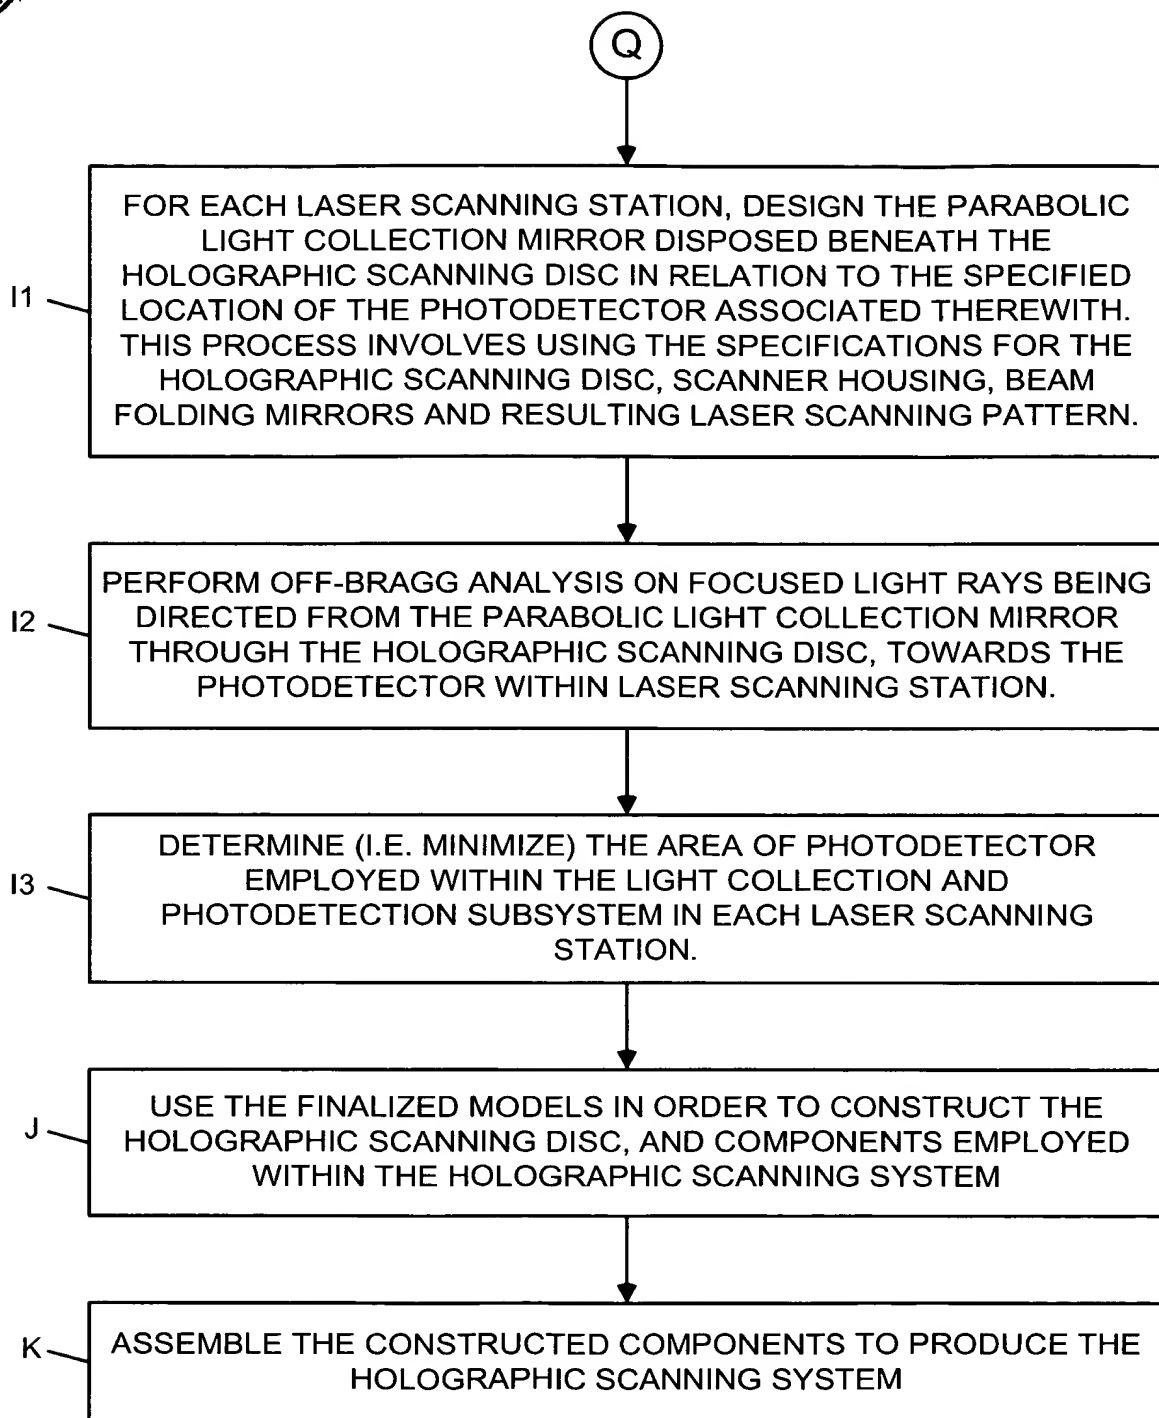 Q
I1
FOR EACH LASER SCANNING STATION, DESIGN THE PARABOLIC
LIGHT COLLECTION MIRROR DISPOSED BENEATH THE
HOLOGRAPHIC SCANNING DISC IN RELATION TO THE SPECIFIED
LOCATION OF THE PHOTODETECTOR ASSOCIATED THEREWITH.
THIS PROCESS INVOLVES USING THE SPECIFICATIONS FOR THE
HOLOGRAPHIC SCANNING DISC, SCANNER HOUSING, BEAM
FOLDING MIRRORS AND RESULTING LASER SCANNING PATTERN.
I2
PERFORM OFF-BRAGG ANALYSIS ON FOCUSED LIGHT RAYS BEING
DIRECTED FROM THE PARABOLIC LIGHT COLLECTION MIRROR
THROUGH THE HOLOGRAPHIC SCANNING DISC, TOWARDS THE
PHOTODETECTOR WITHIN LASER SCANNING STATION.
I3
DETERMINE (I.E. MINIMIZE) THE AREA OF PHOTODETECTOR
EMPLOYED WITHIN THE LIGHT COLLECTION AND
PHOTODETECTION SUBSYSTEM IN EACH LASER SCANNING
STATION.
J
USE THE FINALIZED MODELS IN ORDER TO CONSTRUCT THE
HOLOGRAPHIC SCANNING DISC, AND COMPONENTS EMPLOYED
WITHIN THE HOLOGRAPHIC SCANNING SYSTEM
K
ASSEMBLE THE CONSTRUCTED COMPONENTS TO PRODUCE THE
HOLOGRAPHIC SCANNING SYSTEM